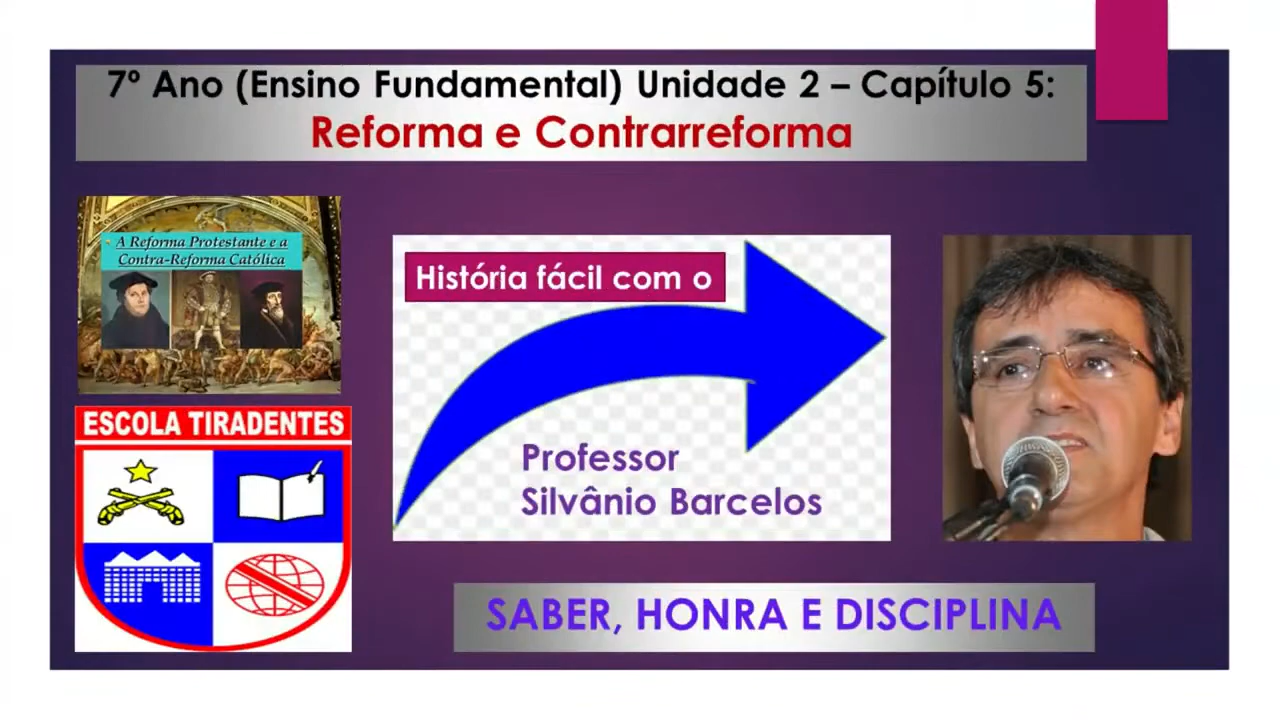 7º Ano (Ensino Fundamental) Unidade 2 – Capítulo 5:
Reforma e Contrarreforma
A Reforma Protestante e a
Contra-Reforma Católica
História fácil com o
Professor
Silvânio Barcelos
ESCOLA TIRADENTES
SABER, HONRA E DISCIPLINA